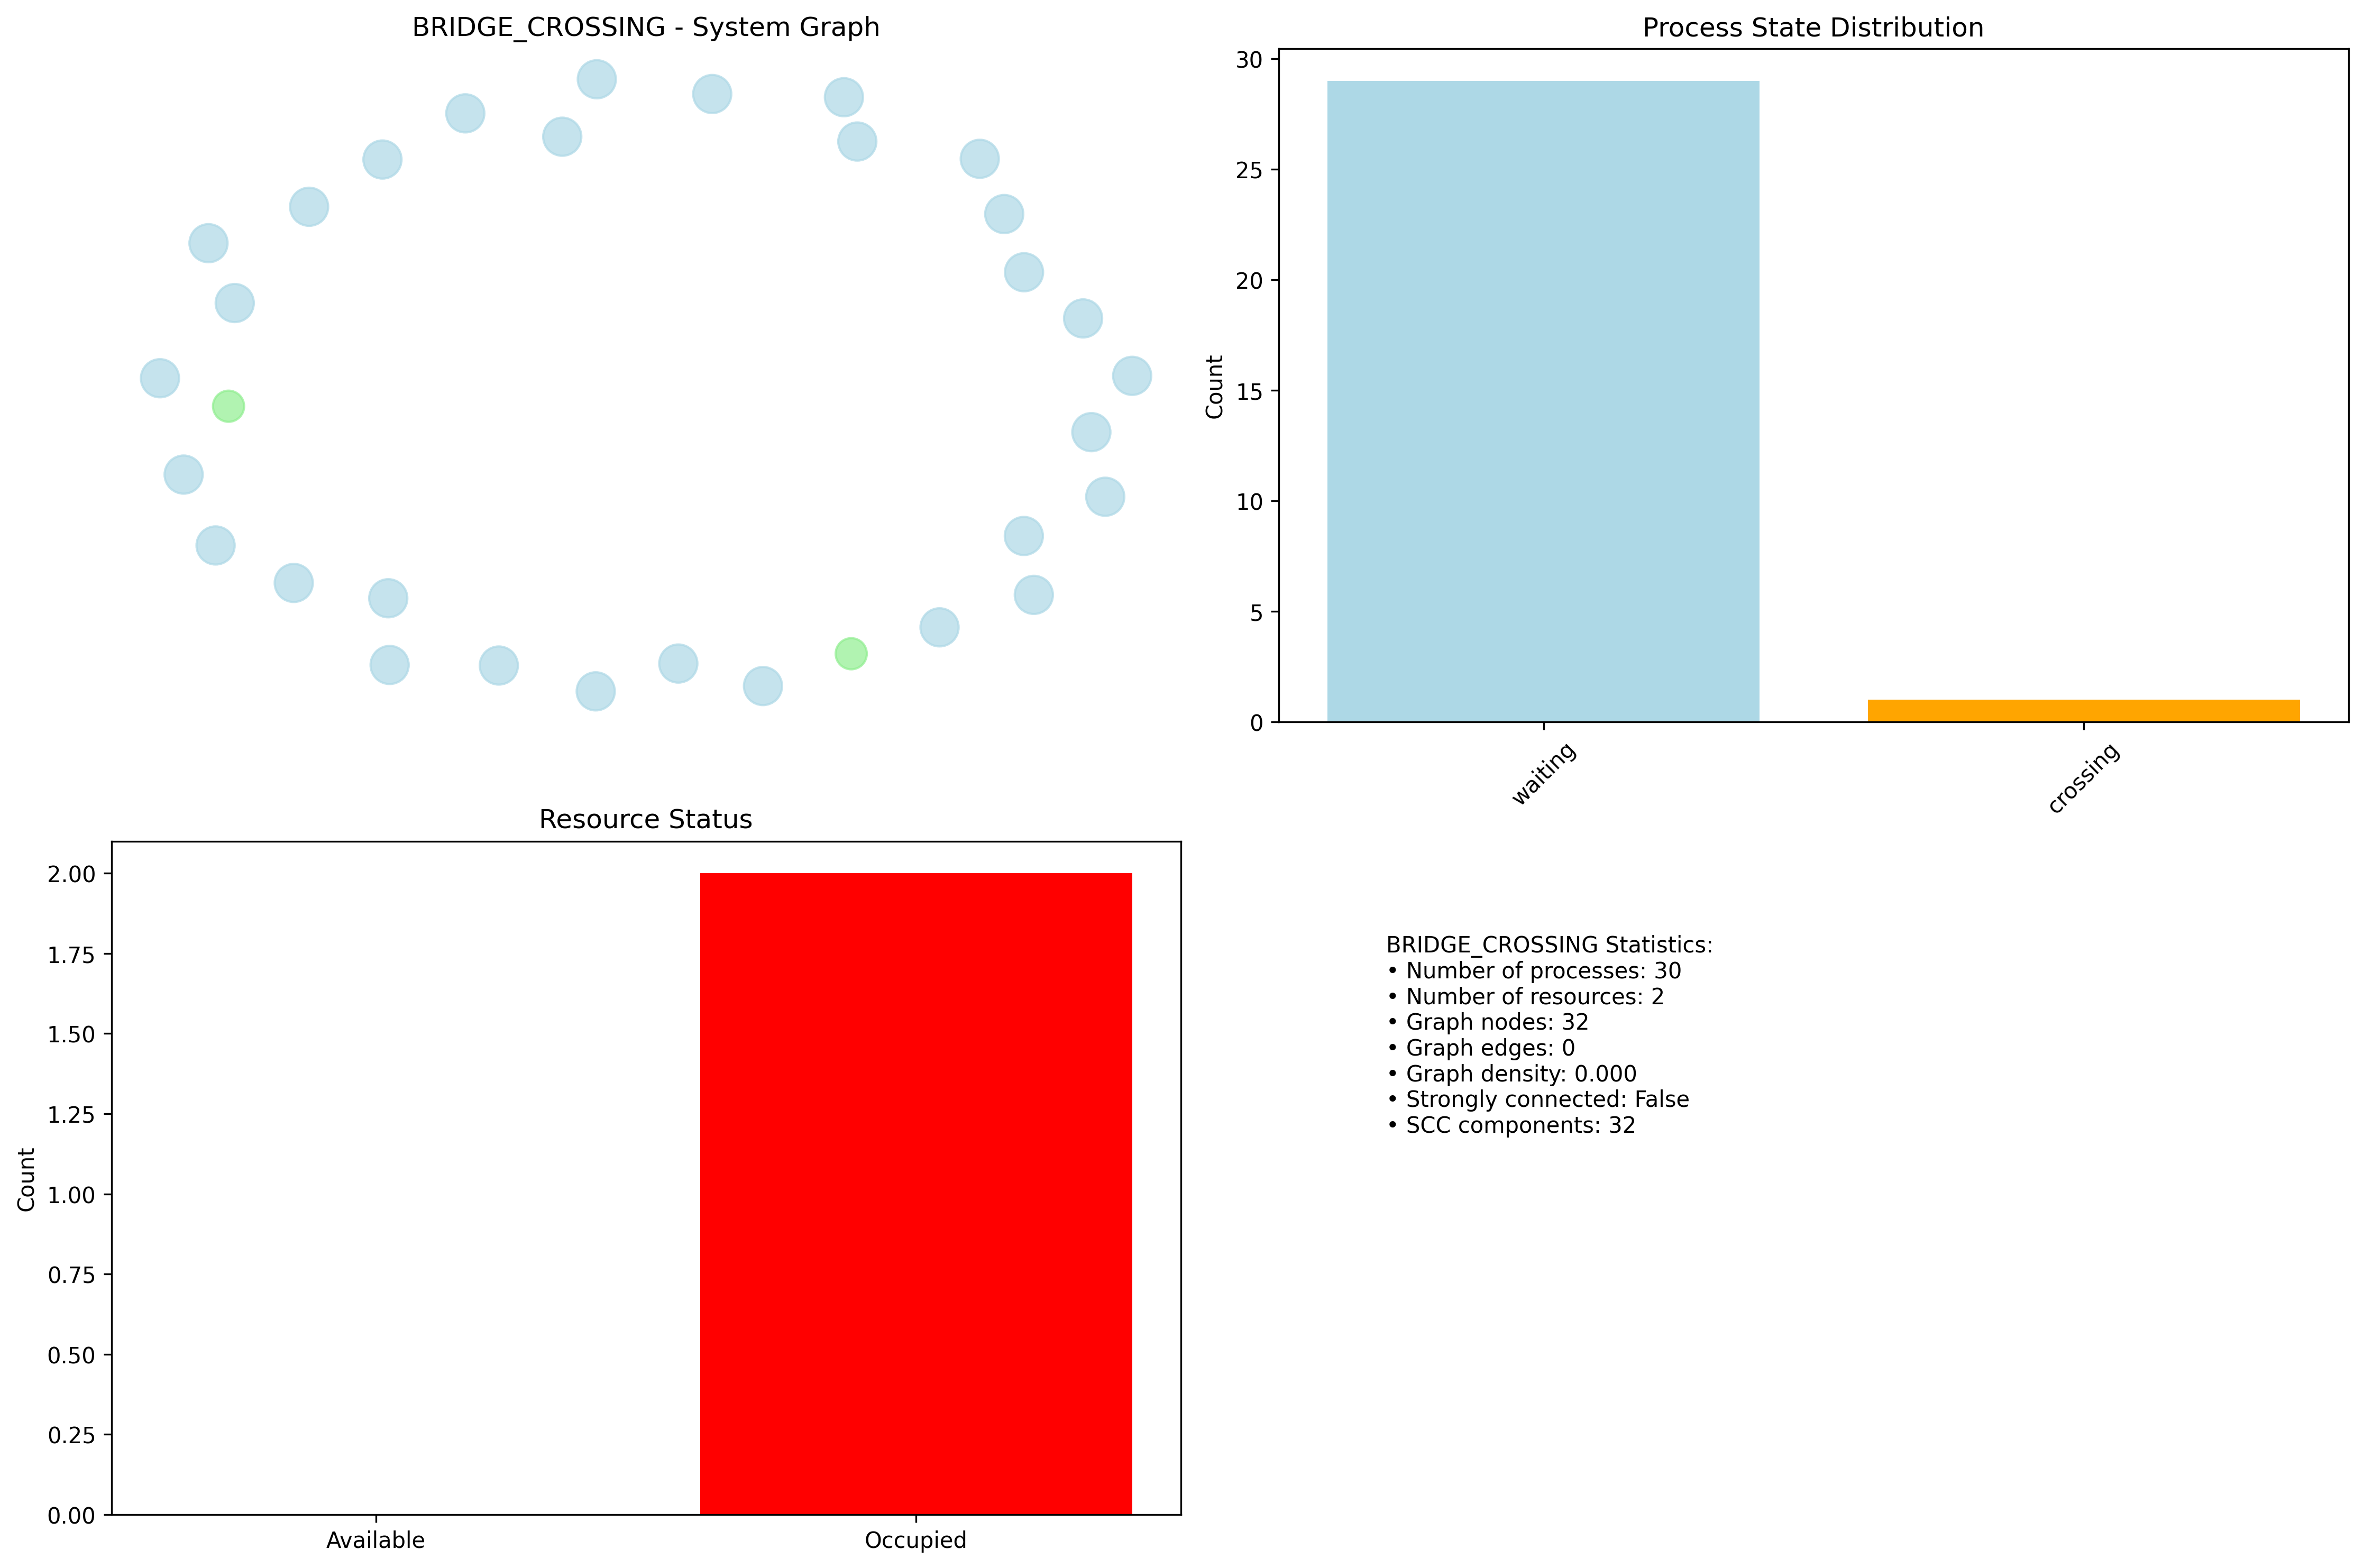 BRIDGE_CROSSING - System Graph
Process State Distribution
30
25
20
15
10
5
0
Count
waiting
crossing
Resource Status
2.00
1.75
1.50
1.25
1.00
0.75
0.50
0.25
0.00
Count
Available
Occupied
BRIDGE_CROSSING Statistics:
• Number of processes: 30
• Number of resources: 2
• Graph nodes: 32
• Graph edges: 0
• Graph density: 0.000
• Strongly connected: False
• SCC components: 32